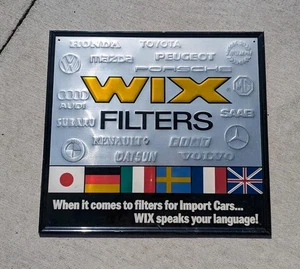 HONDA TOYOTA
mazda PEUGEOT
PORSCHE
WIX
MG
AUDI
SAAB
FILTERS
SUBARU
RENAULT
DATSUN VOLVO
When it comes to filters for Import Cars...
WIX speaks your language!